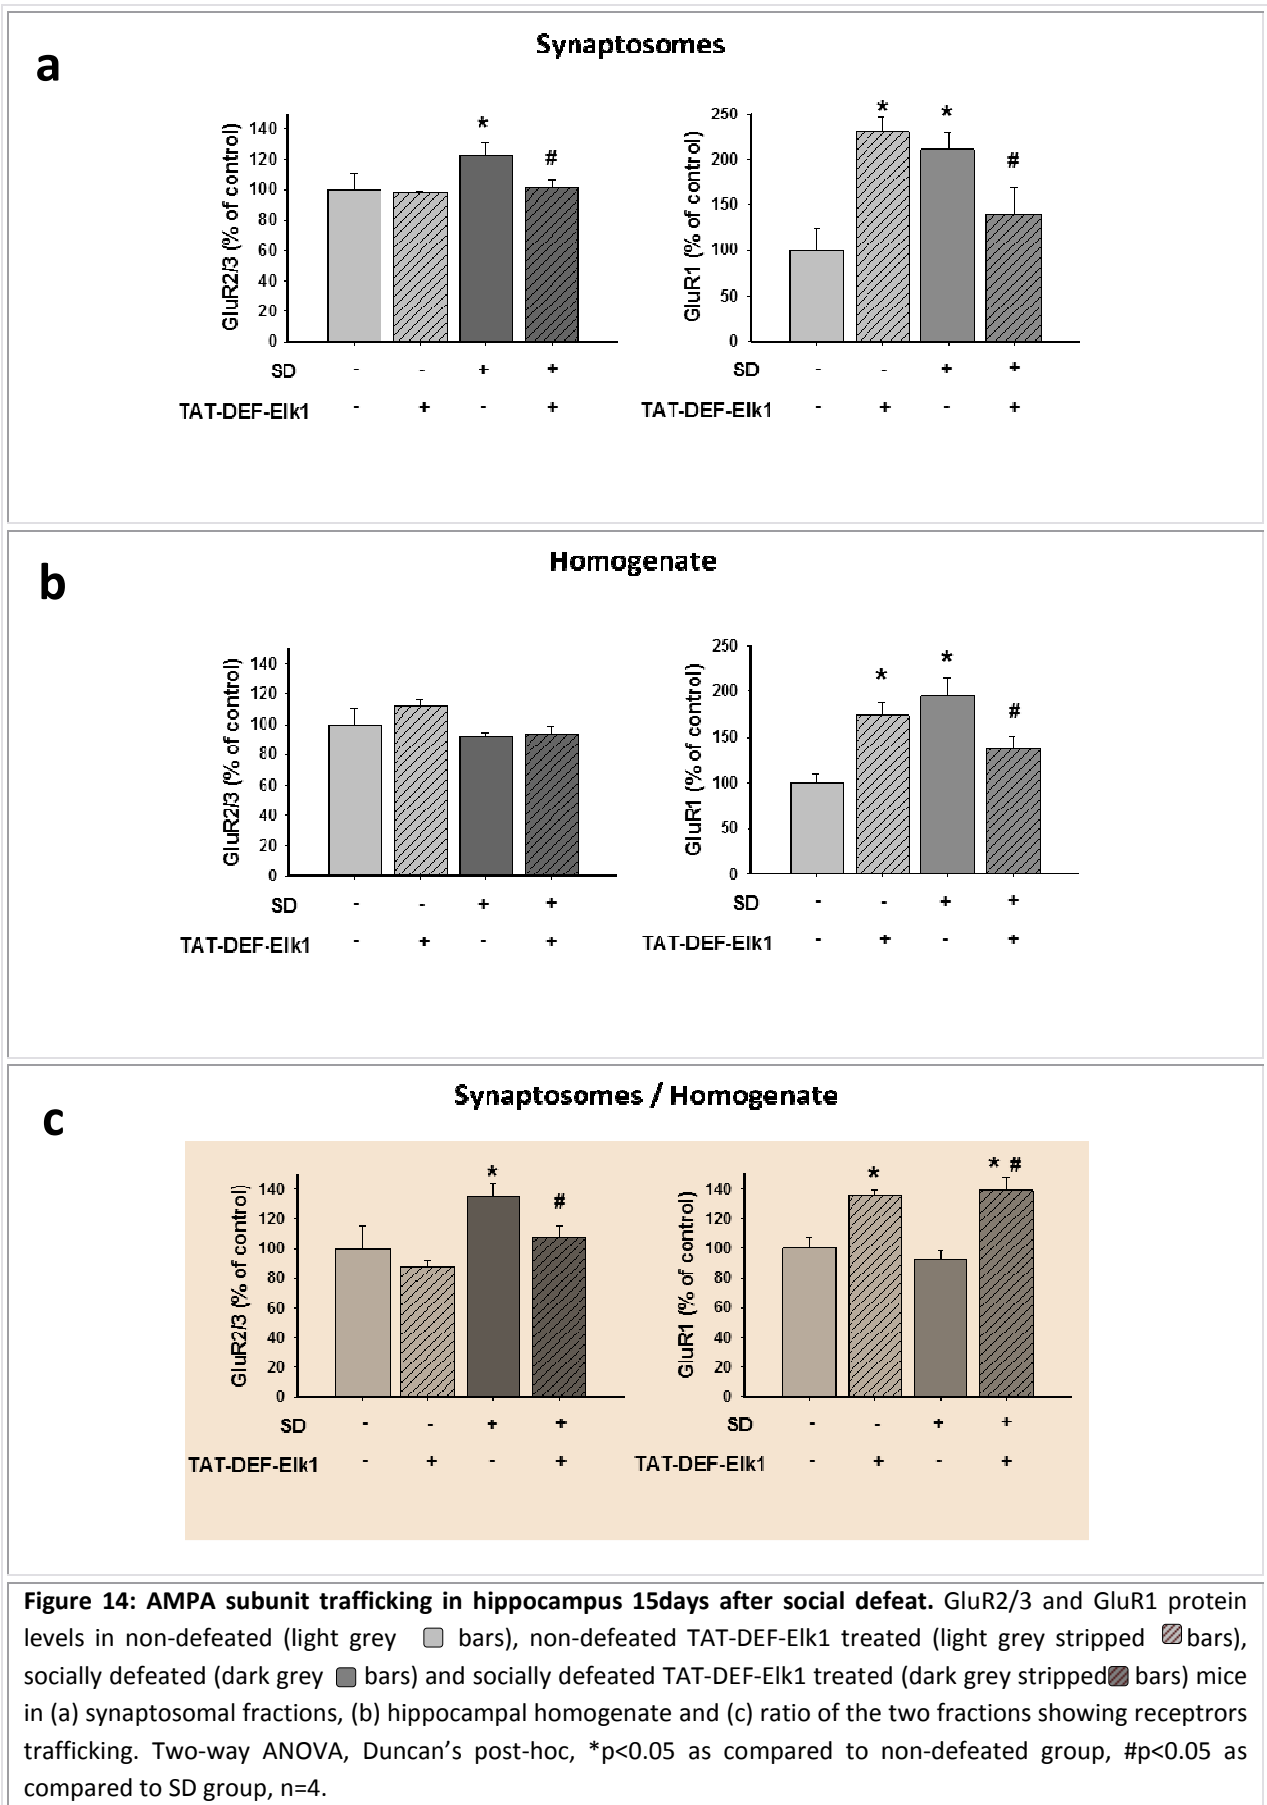 a
Synaptosomes
GluR2/3 (% of control)
140
120
100
80
60
40
20
0
*
#
SD - - + +
TAT-DEF-Elk1 - + - +
GluR1 (% of control)
250
200
150
100
50
0
*
*
#
SD - - + +
TAT-DEF-Elk1 - + - +
b
Homogenate
GluR2/3 (% of control)
140
120
100
80
60
40
20
0
SD - - + +
TAT-DEF-Elk1 - + - +
GluR1 (% of control)
250
200
150
100
50
0
*
*
#
SD - - + +
TAT-DEF-Elk1 - + - +
c
Synaptosomes / Homogenate
GluR2/3 (% of control)
140
120
100
80
60
40
20
0
*
#
SD - - + +
TAT-DEF-Elk1 - + - +
GluR1 (% of control)
140
120
100
80
60
40
20
0
*
* #
SD - - + +
TAT-DEF-Elk1 - + - +
Figure 14: AMPA subunit trafficking in hippocampus 15days after social defeat. GluR2/3 and GluR1 protein
levels in non-defeated (light grey bars), non-defeated TAT-DEF-Elk1 treated (light grey stripped bars),
socially defeated (dark grey bars) and socially defeated TAT-DEF-Elk1 treated (dark grey stripped bars) mice
in (a) synaptosomal fractions, (b) hippocampal homogenate and (c) ratio of the two fractions showing receptrors
trafficking. Two-way ANOVA, Duncan’s post-hoc, *p<0.05 as compared to non-defeated group, #p<0.05 as
compared to SD group, n=4.